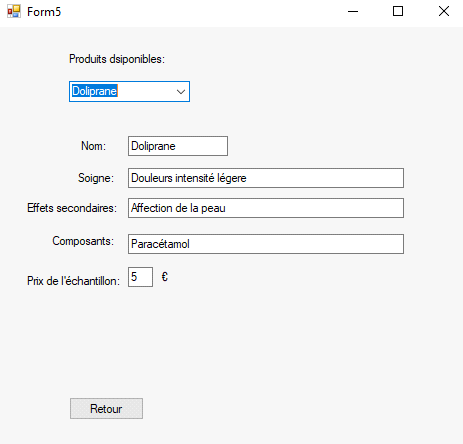 Form5
Produits dsiponibles:
Doliprane
Nom: Doliprane
Soigne: Douleurs intensité légere
Effets secondaires: Affection de la peau
Composants: Paracétamol
Prix de l'échantillon: 5 €
Retour